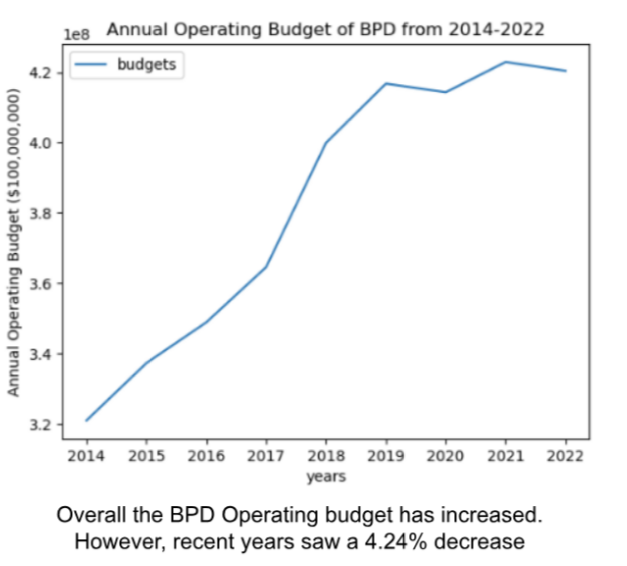 Annual Operating Budget of BPD from 2014-2022
1e8
budgets
4.2
4.0
3.8
3.6
3.4
3.2
Annual Operating Budget ($100,000,000)
2014 2015 2016 2017 2018 2019 2020 2021 2022
years
Overall the BPD Operating budget has increased.
However, recent years saw a 4.24% decrease